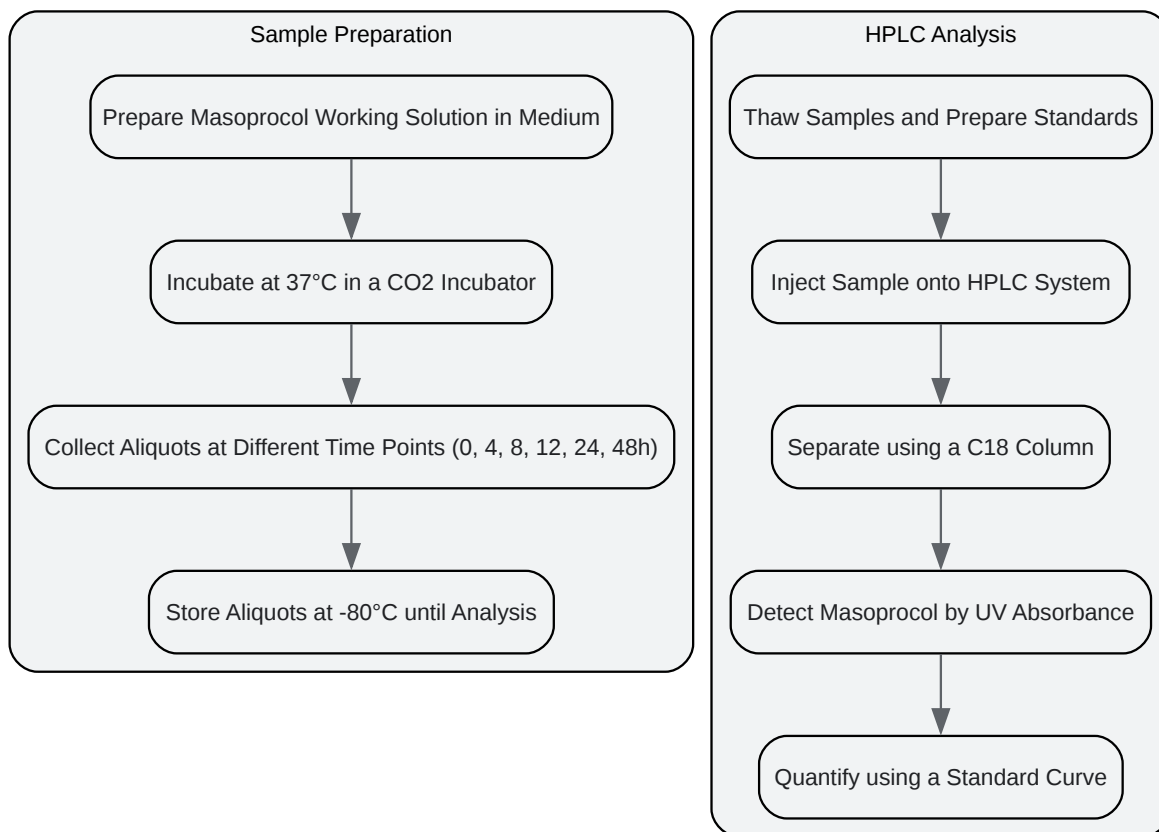 Sample Preparation
Prepare Masoprocol Working Solution in Medium
Incubate at 37°C in a CO2 Incubator
Collect Aliquots at Different Time Points (0, 4, 8, 12, 24, 48h)
Store Aliquots at -80°C until Analysis
HPLC Analysis
Thaw Samples and Prepare Standards
Inject Sample onto HPLC System
Separate using a C18 Column
Detect Masoprocol by UV Absorbance
Quantify using a Standard Curve